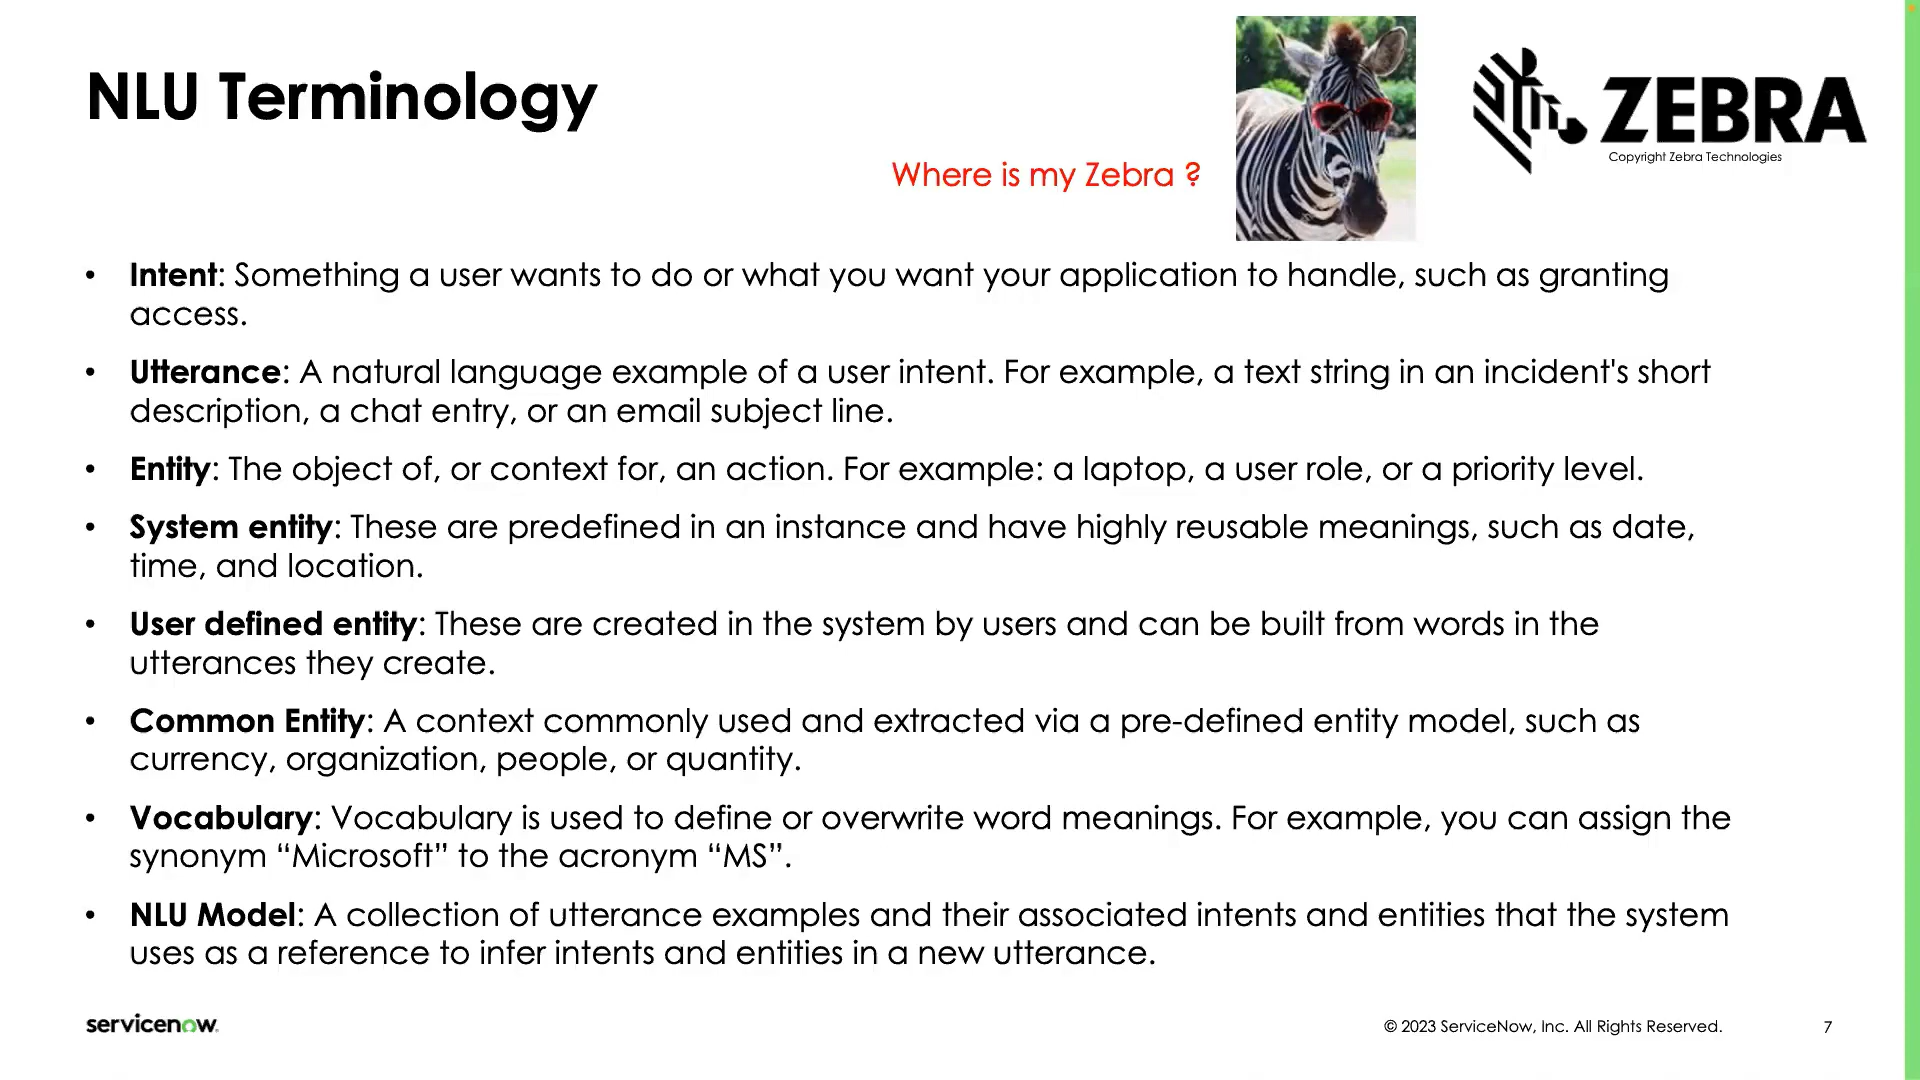 NLU Terminology
ZEBRA
Copyright Zebra Technologies
Where is my Zebra ?
• Intent: Something a user wants to do or what you want your application to handle, such as granting
access.
• Utterance: A natural language example of a user intent. For example, a text string in an incident's short
description, a chat entry, or an email subject line.
• Entity: The object of, or context for, an action. For example: a laptop, a user role, or a priority level.
• System entity: These are predefined in an instance and have highly reusable meanings, such as date,
time, and location.
• User defined entity: These are created in the system by users and can be built from words in the
utterances they create.
• Common Entity: A context commonly used and extracted via a pre-defined entity model, such as
currency, organization, people, or quantity.
• Vocabulary: Vocabulary is used to define or overwrite word meanings. For example, you can assign the
synonym “Microsoft” to the acronym “MS”.
• NLU Model: A collection of utterance examples and their associated intents and entities that the system
uses as a reference to infer intents and entities in a new utterance.
servicenow.
© 2023 ServiceNow, Inc. All Rights Reserved.
7